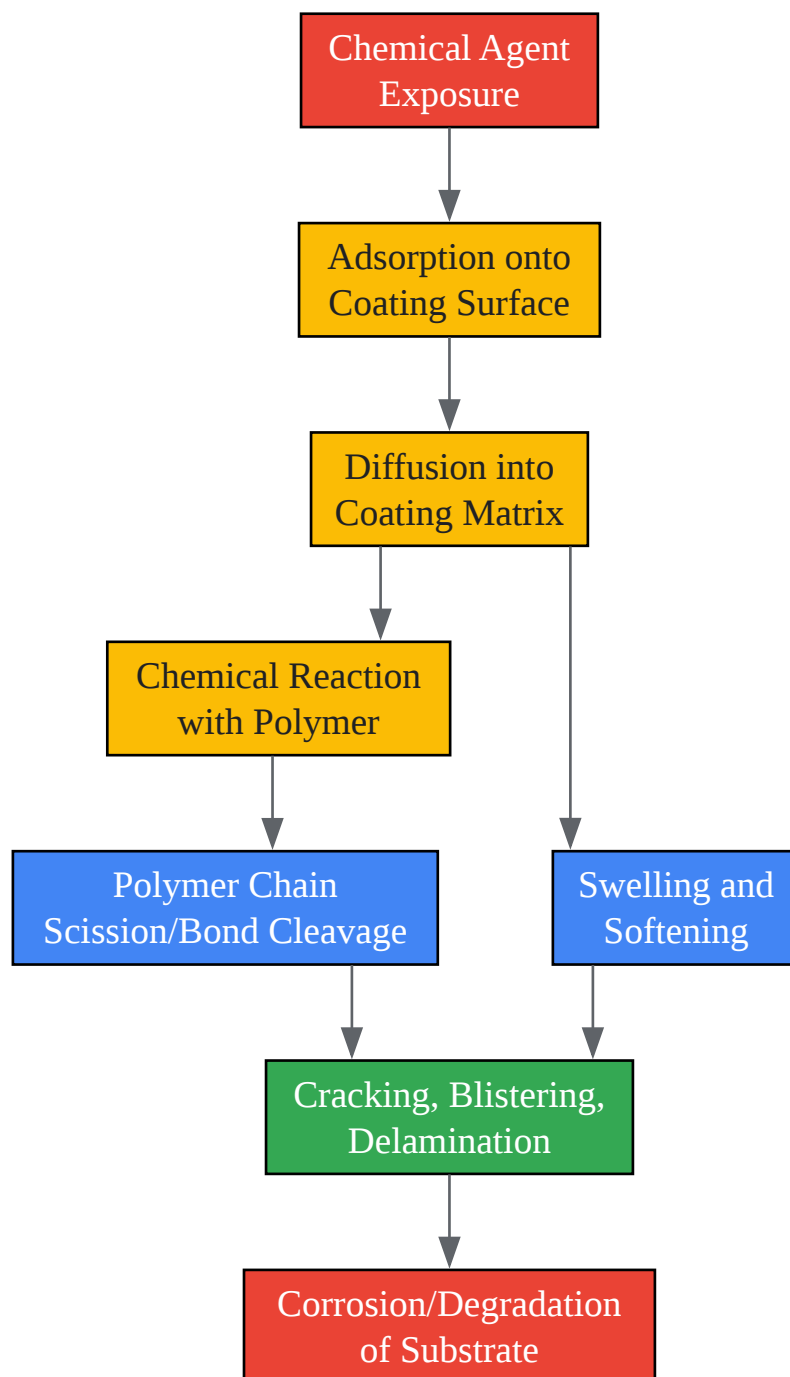 Chemical Agent
Exposure
Adsorption onto
Coating Surface
Diffusion into
Coating Matrix
Chemical Reaction
with Polymer
Polymer Chain
Scission/Bond Cleavage
Swelling and
Softening
Cracking, Blistering,
Delamination
Corrosion/Degradation
of Substrate